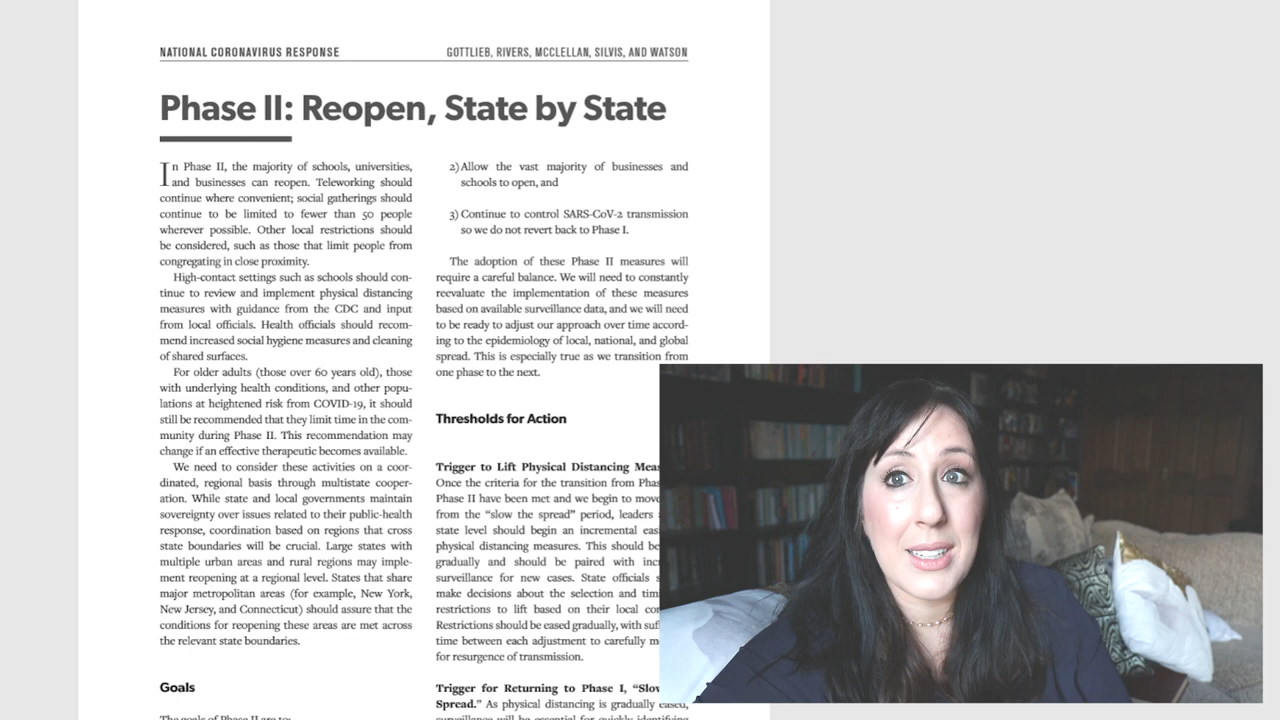 NATIONAL CORONAVIRUS RESPONSE
GOTTLIEB, RIVERS, MCCLELLAN, SILVIS, AND WATSON
Phase II: Reopen, State by State
In Phase II, the majority of schools, universities,
and businesses can reopen. Teleworking should
continue where convenient; social gatherings should
continue to be limited to fewer than 50 people
wherever possible. Other local restrictions should
be considered, such as those that limit people from
congregating in close proximity.
High-contact settings such as schools should con-
tinue to review and implement physical distancing
measures with guidance from the CDC and input
from local officials. Health officials should recom-
mend increased social hygiene measures and cleaning
of shared surfaces.
For older adults (those over 60 years old), those
with underlying health conditions, and other popu-
lations at heightened risk from COVID-19, it should
still be recommended that they limit time in the com-
munity during Phase II. This recommendation may
change if an effective therapeutic becomes available.
We need to consider these activities on a coor-
dinated, regional basis through multistate cooper-
ation. While state and local governments maintain
sovereignty over issues related to their public-health
response, coordination based on regions that cross
state boundaries will be crucial. Large states with
multiple urban areas and rural regions may imple-
ment reopening at a regional level. States that share
major metropolitan areas (for example, New York,
New Jersey, and Connecticut) should assure that the
conditions for reopening these areas are met across
the relevant state boundaries.
Goals
The goals of Phase II are to:
2) Allow the vast majority of businesses and
schools to open, and
3) Continue to control SARS-CoV-2 transmission
so we do not revert back to Phase I.
The adoption of these Phase II measures will
require a careful balance. We will need to constantly
reevaluate the implementation of these measures
based on available surveillance data, and we will need
to be ready to adjust our approach over time accord-
ing to the epidemiology of local, national, and global
spread. This is especially true as we transition from
one phase to the next.
Thresholds for Action
Trigger to Lift Physical Distancing
Once the criteria for the transition from
Phase II have been met and we begin to move
from the “slow the spread” period, leaders
state level should begin an incremental
physical distancing measures. This should be
gradually and should be paired with
surveillance for new cases. State officials
make decisions about the selection and
restrictions to lift based on their local
Restrictions should be eased gradually, with
time between each adjustment to carefully
for resurgence of transmission.
Trigger for Returning to Phase I,
Spread.” As physical distancing is gradually eased,
surveillance will be essential for quickly identifying